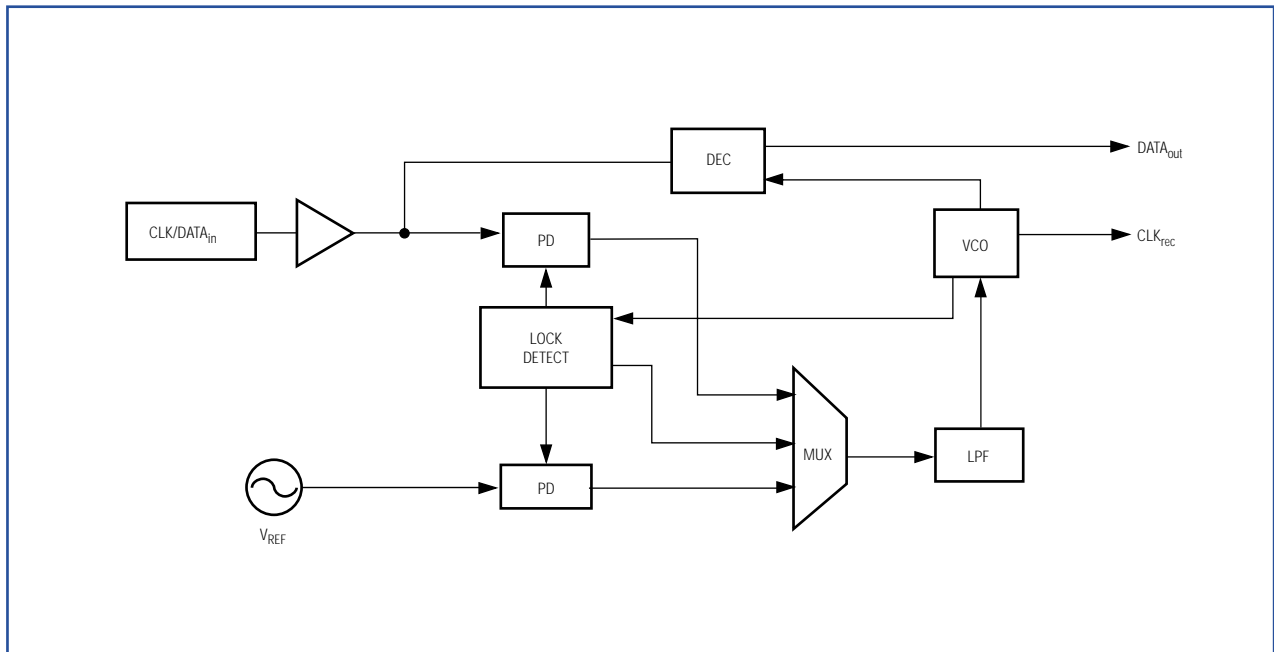 DEC
DATAout
CLK/DATAin
PD
VCO
CLKrec
LOCK
DETECT
MUX
LPF
PD
VREF